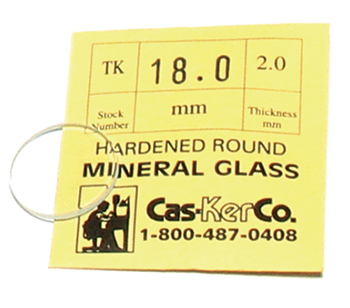 TK 18.0 2.0
Stock Number mm Thickness mm
HARDENED ROUND
MINERAL GLASS
Cas-KerCo.
1-800-487-0408